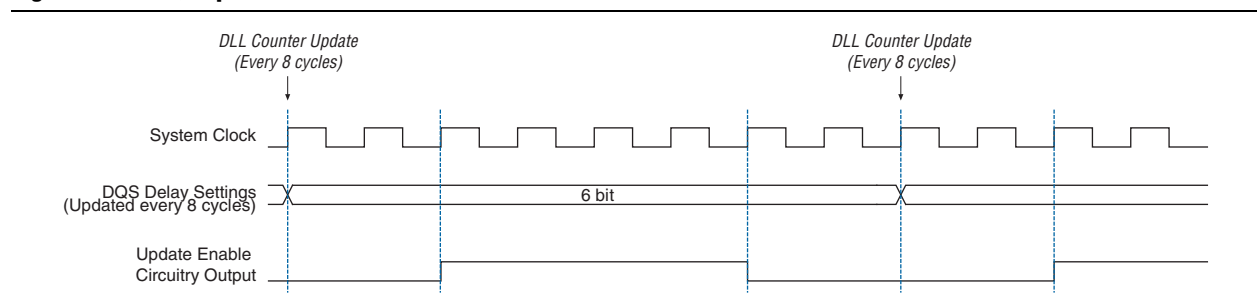 DLL Counter Update
(Every 8 cycles)
DLL Counter Update
(Every 8 cycles)
System Clock
DQS Delay Settings
(Updated every 8 cycles)
6 bit
Update Enable
Circuitry Output